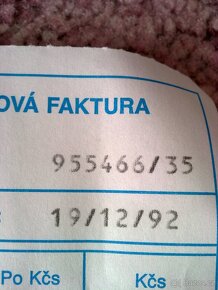 OVÁ FAKTURA
955466/35
19/12/92
Po Kčs Kčs